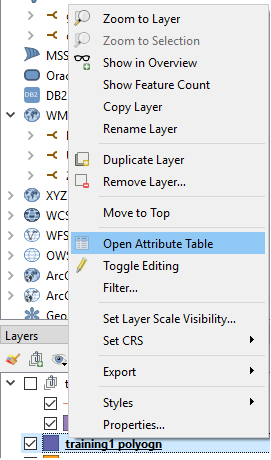 Zoom to Layer
Zoom to Selection
Show in Overview
Show Feature Count
Copy Layer
Rename Layer
Duplicate Layer
Remove Layer...
Move to Top
Open Attribute Table
Toggle Editing
Filter...
Set Layer Scale Visibility...
Set CRS
Export
Styles
Properties...
MSS
Orac
DB2
WM
XYZ
WCS
WFS
OWS
ArcG
ArcG
Geo
Layers
training1 polyogn